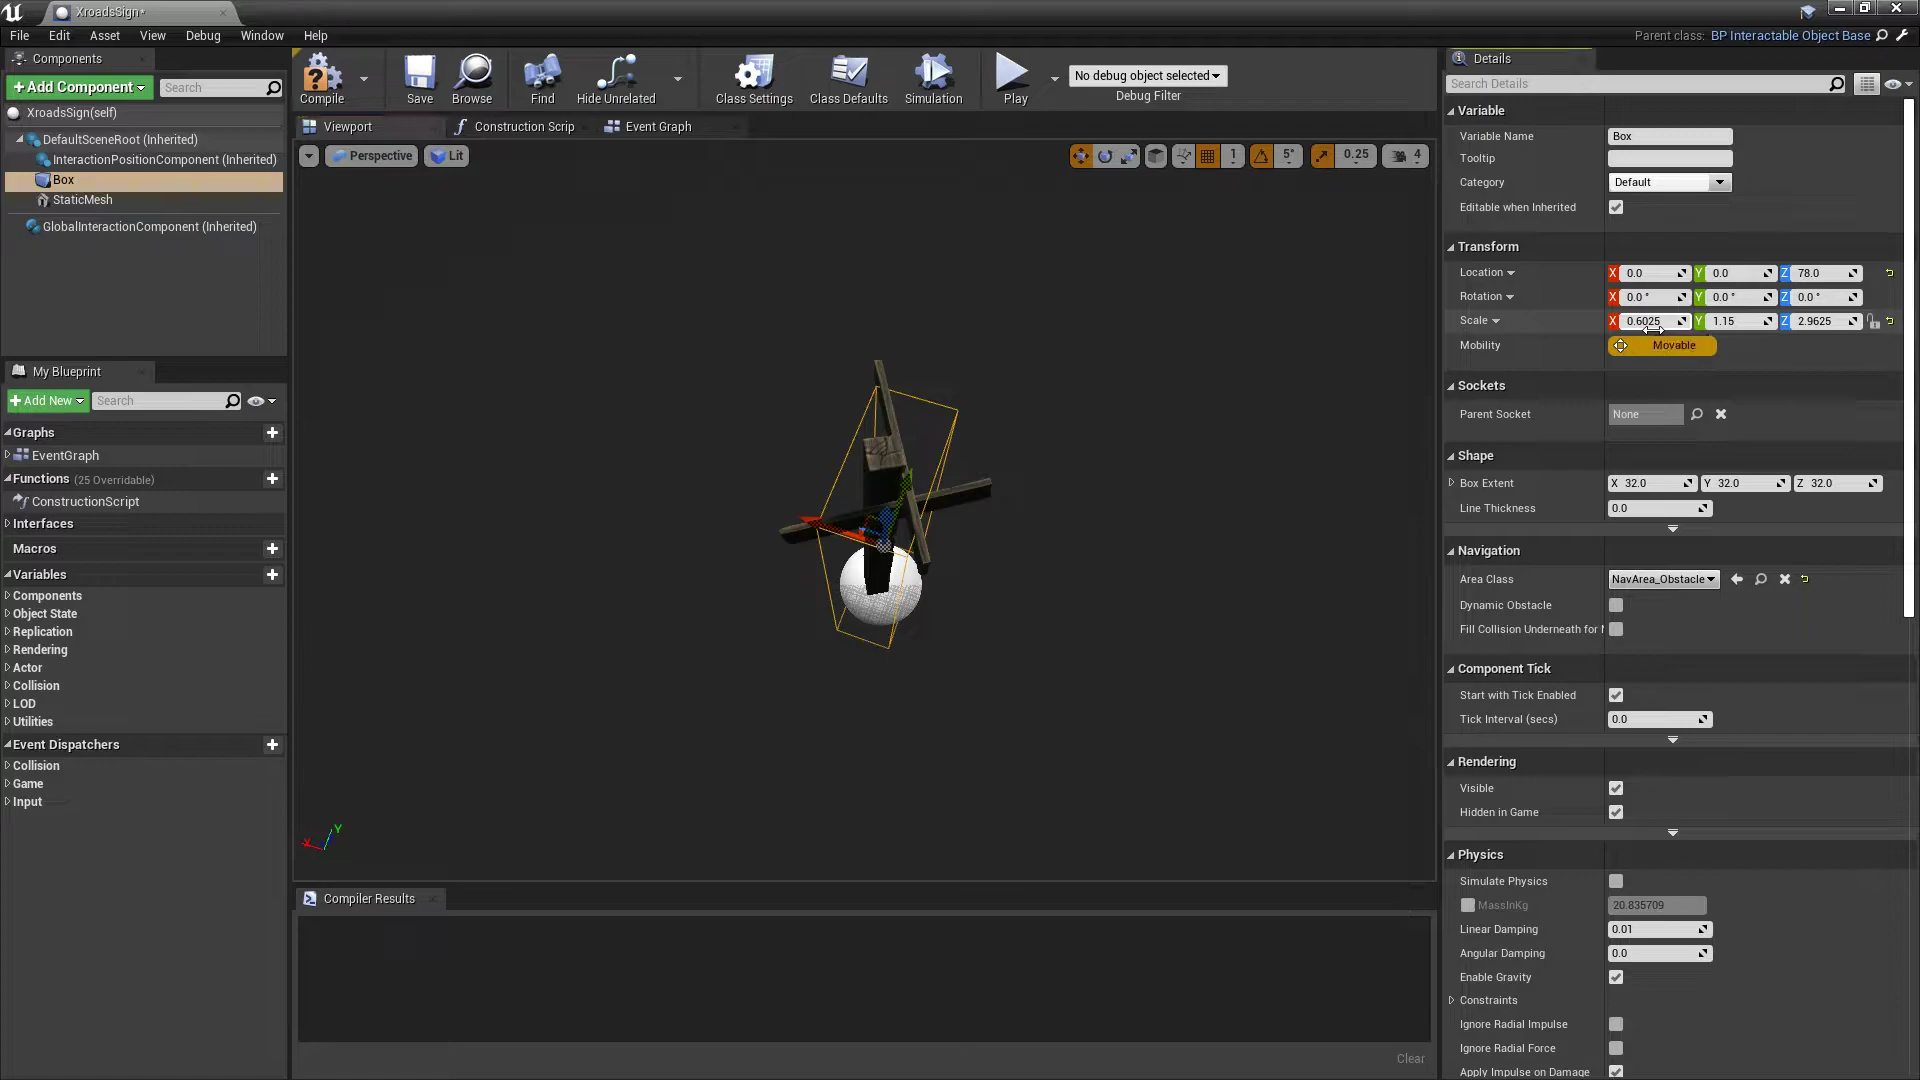 XroadsSign*
File Edit Asset View Debug Window Help
Parent class: BP Interactable Object Base
Components
+Add Component
Search
XroadsSign(self)
DefaultSceneRoot (Inherited)
InteractionPositionComponent (Inherited)
Box
StaticMesh
GlobalInteractionComponent (Inherited)
My Blueprint
+Add New
Search
Graphs
EventGraph
Functions (25 Overridable)
ConstructionScript
Interfaces
Macros
Variables
Components
Object State
Replication
Rendering
Actor
Collision
LOD
Utilities
Event Dispatchers
Collision
Game
Input
Compile
Save
Browse
Find
Hide Unrelated
Class Settings
Class Defaults
Simulation
Play
No debug object selected
Debug Filter
Viewport
Construction Scrip
Event Graph
Perspective
Lit
1
5°
0.25
4
X
Y
Compiler Results
Clear
Details
Search Details
Variable
Variable Name Box
Tooltip
Category Default
Editable when Inherited
Transform
Location X 0.0 Y 0.0 Z 78.0
Rotation X 0.0 ° Y 0.0 ° Z 0.0 °
Scale X 0.6025 Y 1.15 Z 2.9625
Mobility Movable
Sockets
Parent Socket None
Shape
Box Extent X 32.0 Y 32.0 Z 32.0
Line Thickness 0.0
Navigation
Area Class NavArea_Obstacle
Dynamic Obstacle
Fill Collision Underneath for
Component Tick
Start with Tick Enabled
Tick Interval (secs) 0.0
Rendering
Visible
Hidden in Game
Physics
Simulate Physics
MassInKg 20.835709
Linear Damping 0.01
Angular Damping 0.0
Enable Gravity
Constraints
Ignore Radial Impulse
Ignore Radial Force
Apply Impulse on Damage